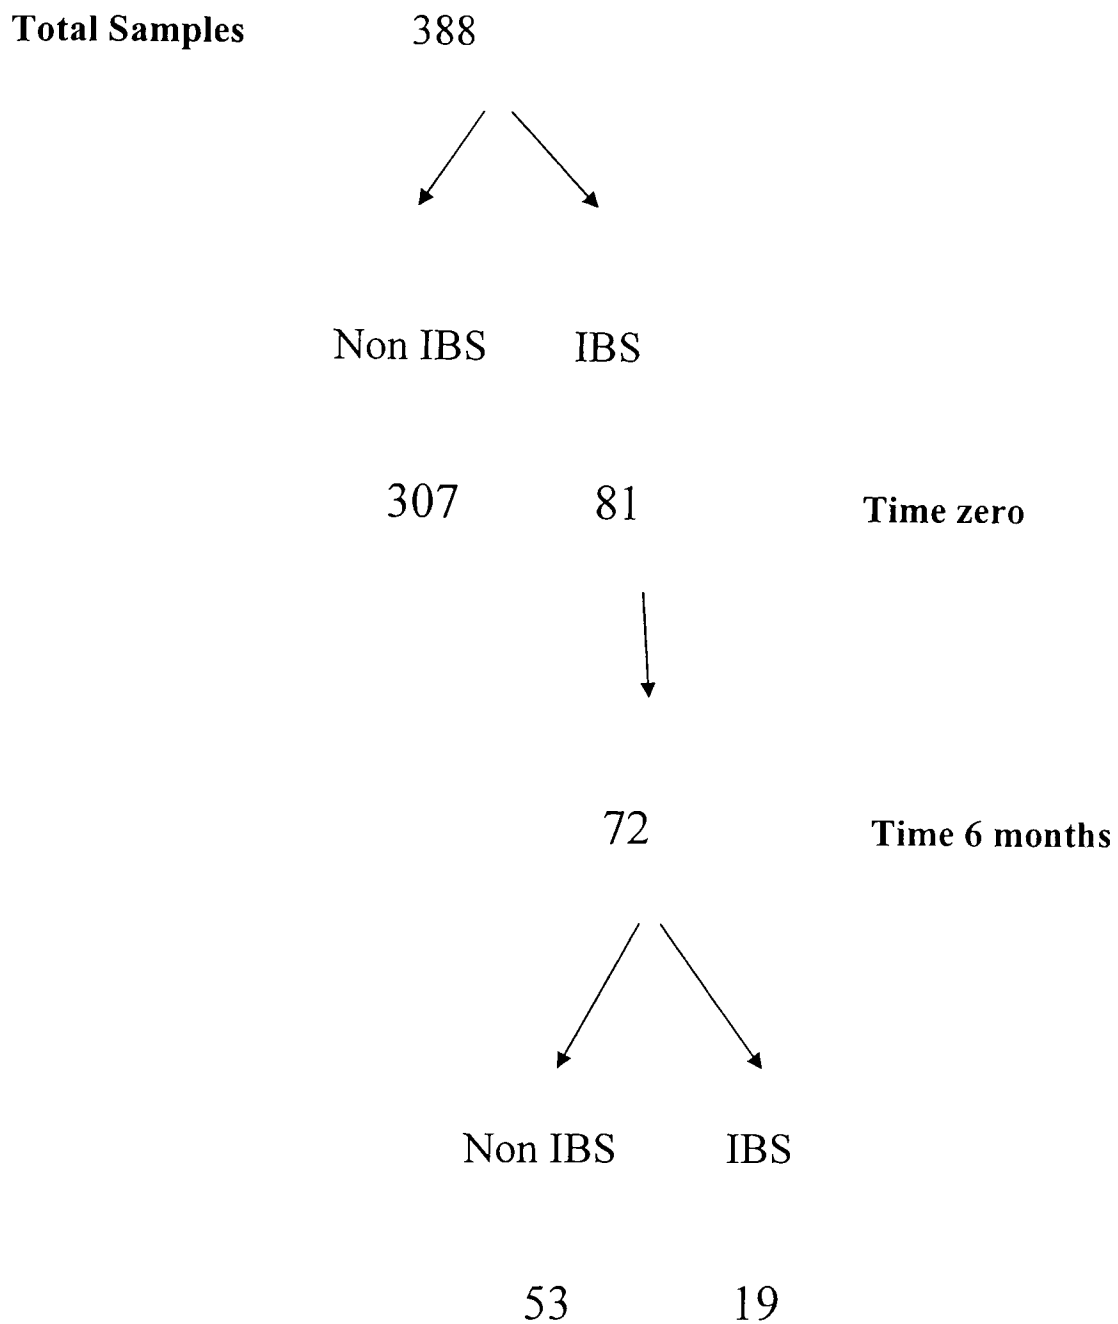 Total Samples 388
Non IBS IBS
307 81 Time zero
72 Time 6 months
Non IBS IBS
53 19